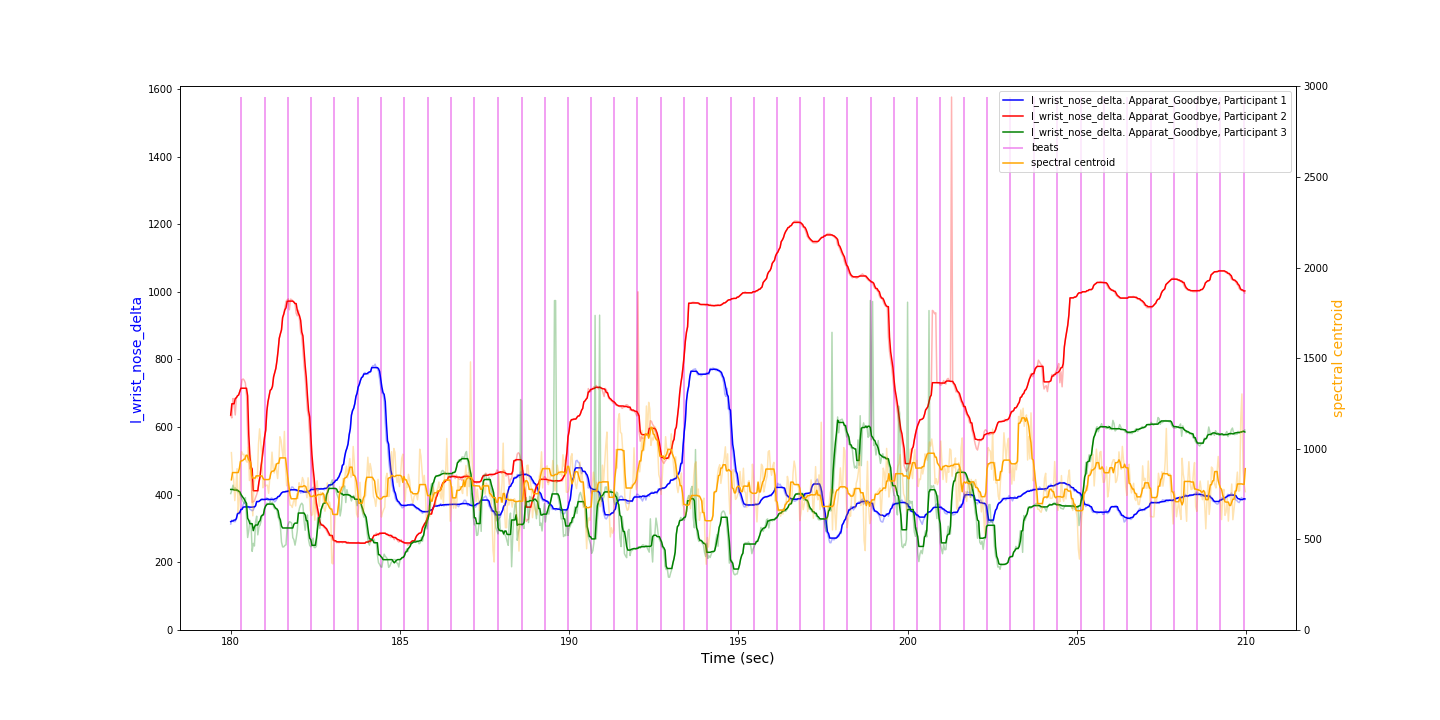 l_wrist_nose_delta. Apparat_Goodbye, Participant 1
l_wrist_nose_delta. Apparat_Goodbye, Participant 2
l_wrist_nose_delta. Apparat_Goodbye, Participant 3
beats
spectral centroid
l_wrist_nose_delta
1600
1400
1200
1000
800
600
400
200
0
3000
2500
2000
1500
1000
500
0
spectral centroid
180
185
190
195
200
205
210
Time (sec)